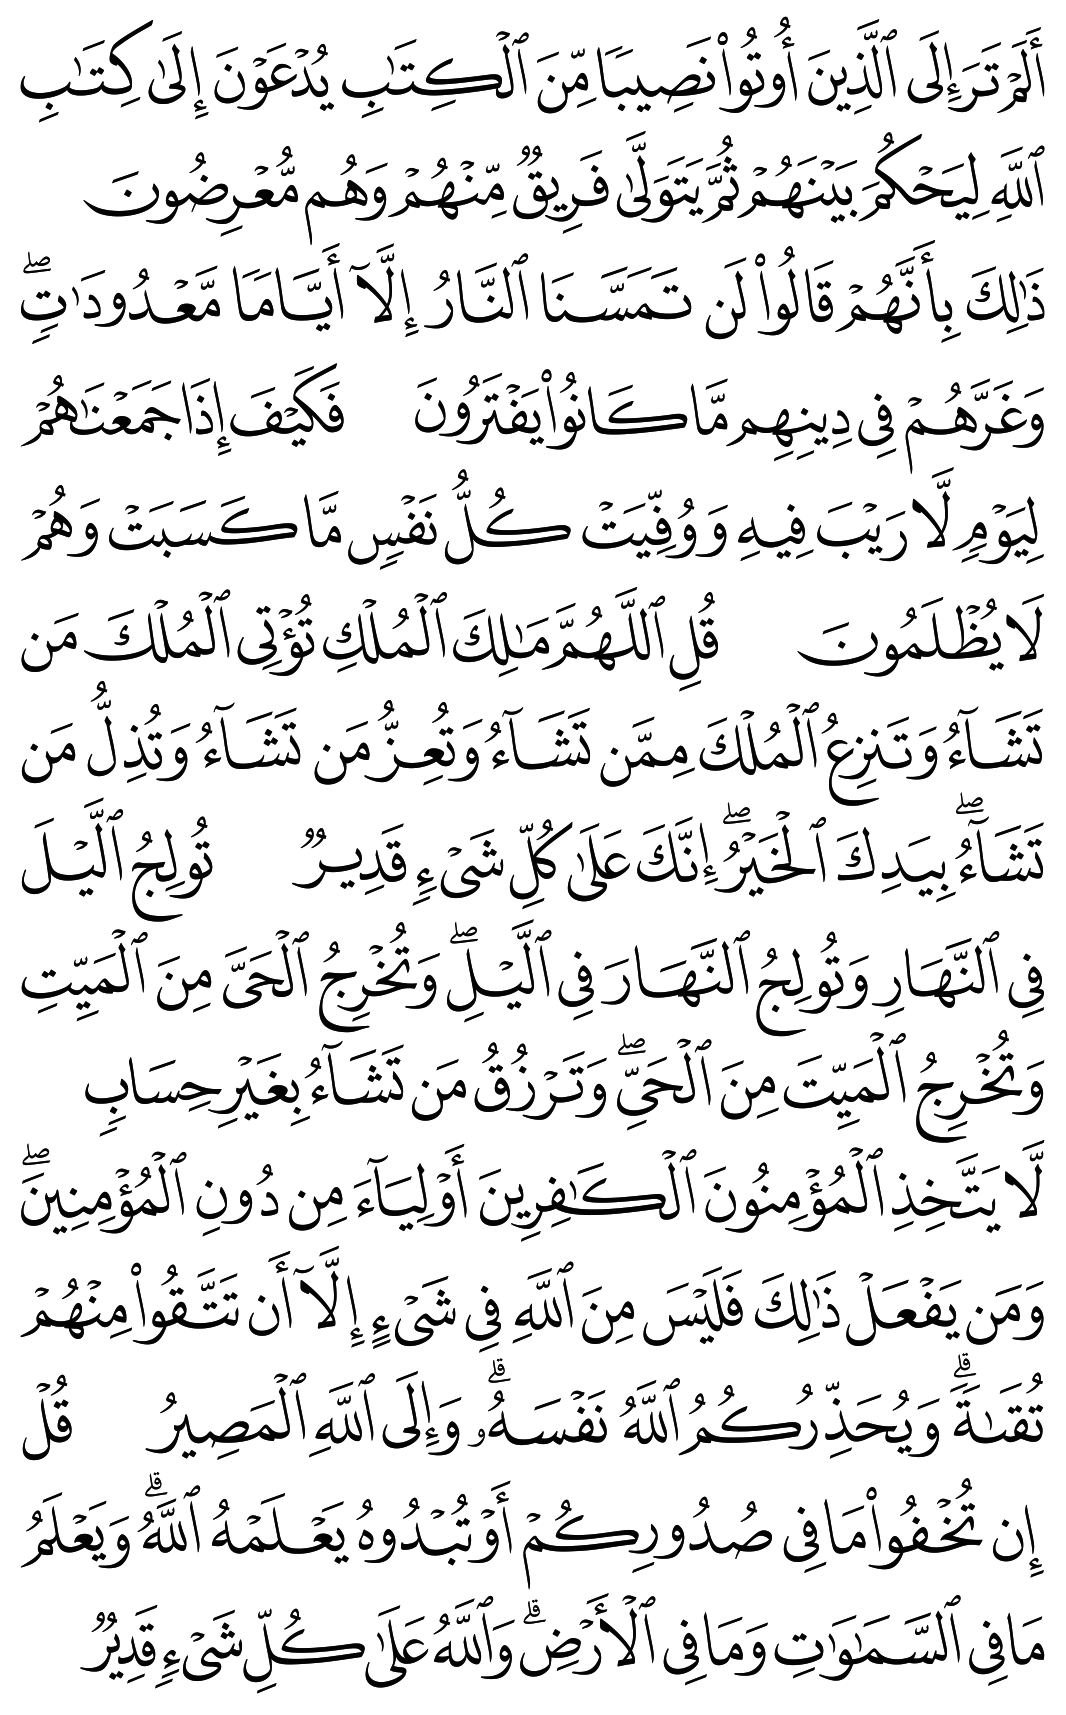 أَلَمْ تَرَ إِلَى ٱلَّذِينَ أُوتُوا۟ نَصِيبًا مِّنَ ٱلْكِتَـٰبِ يُدْعَوْنَ إِلَىٰ كِتَـٰبِ
ٱللَّهِ لِيَحْكُمَ بَيْنَهُمْ ثُمَّ يَتَوَلَّىٰ فَرِيقٌ مِّنْهُمْ وَهُم مُّعْرِضُونَ
ذَٰلِكَ بِأَنَّهُمْ قَالُوا۟ لَن تَمَسَّنَا ٱلنَّارُ إِلَّآ أَيَّامًا مَّعْدُودَٰتٍ ۖ
وَغَرَّهُمْ فِى دِينِهِم مَّا كَانُوا۟ يَفْتَرُونَ فَكَيْفَ إِذَا جَمَعْنَـٰهُمْ
لِيَوْمٍ لَّا رَيْبَ فِيهِ وَوُفِّيَتْ كُلُّ نَفْسٍ مَّا كَسَبَتْ وَهُمْ
لَا يُظْلَمُونَ قُلِ ٱللَّهُمَّ مَـٰلِكَ ٱلْمُلْكِ تُؤْتِى ٱلْمُلْكَ مَن
تَشَآءُ وَتَنزِعُ ٱلْمُلْكَ مِمَّن تَشَآءُ وَتُعِزُّ مَن تَشَآءُ وَتُذِلُّ مَن
تَشَآءُ ۖ بِيَدِكَ ٱلْخَيْرُ ۖ إِنَّكَ عَلَىٰ كُلِّ شَىْءٍ قَدِيرٌ تُولِجُ ٱلَّيْلَ
فِى ٱلنَّهَارِ وَتُولِجُ ٱلنَّهَارَ فِى ٱلَّيْلِ ۖ وَتُخْرِجُ ٱلْحَىَّ مِنَ ٱلْمَيِّتِ
وَتُخْرِجُ ٱلْمَيِّتَ مِنَ ٱلْحَىِّ ۖ وَتَرْزُقُ مَن تَشَآءُ بِغَيْرِ حِسَابٍ
لَّا يَتَّخِذِ ٱلْمُؤْمِنُونَ ٱلْكَـٰفِرِينَ أَوْلِيَآءَ مِن دُونِ ٱلْمُؤْمِنِينَ ۖ
وَمَن يَفْعَلْ ذَٰلِكَ فَلَيْسَ مِنَ ٱللَّهِ فِى شَىْءٍ إِلَّآ أَن تَتَّقُوا۟ مِنْهُمْ
تُقَىٰةً ۗ وَيُحَذِّرُكُمُ ٱللَّهُ نَفْسَهُۥ ۗ وَإِلَى ٱللَّهِ ٱلْمَصِيرُ قُلْ
إِن تُخْفُوا۟ مَا فِى صُدُورِكُمْ أَوْ تُبْدُوهُ يَعْلَمْهُ ٱللَّهُ ۗ وَيَعْلَمُ
مَا فِى ٱلسَّمَـٰوَٰتِ وَمَا فِى ٱلْأَرْضِ ۗ وَٱللَّهُ عَلَىٰ كُلِّ شَىْءٍ قَدِيرٌ